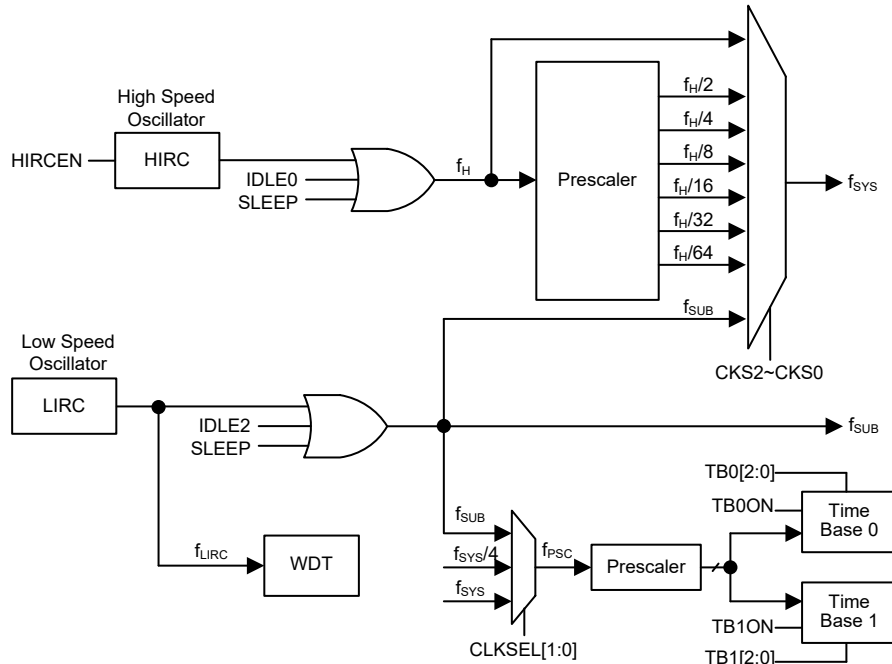 High Speed
Oscillator
HIRCEN
HIRC
IDLE0
SLEEP
fH
Prescaler
fH/2
fH/4
fH/8
fH/16
fH/32
fH/64
fSUB
fSYS
CKS2~CKS0
Low Speed
Oscillator
LIRC
IDLE2
SLEEP
fSUB
fLIRC
WDT
fSUB
fSYS/4
fSYS
CLKSEL[1:0]
fPSC
Prescaler
TB0[2:0]
TB0ON
Time
Base 0
Time
Base 1
TB1ON
TB1[2:0]